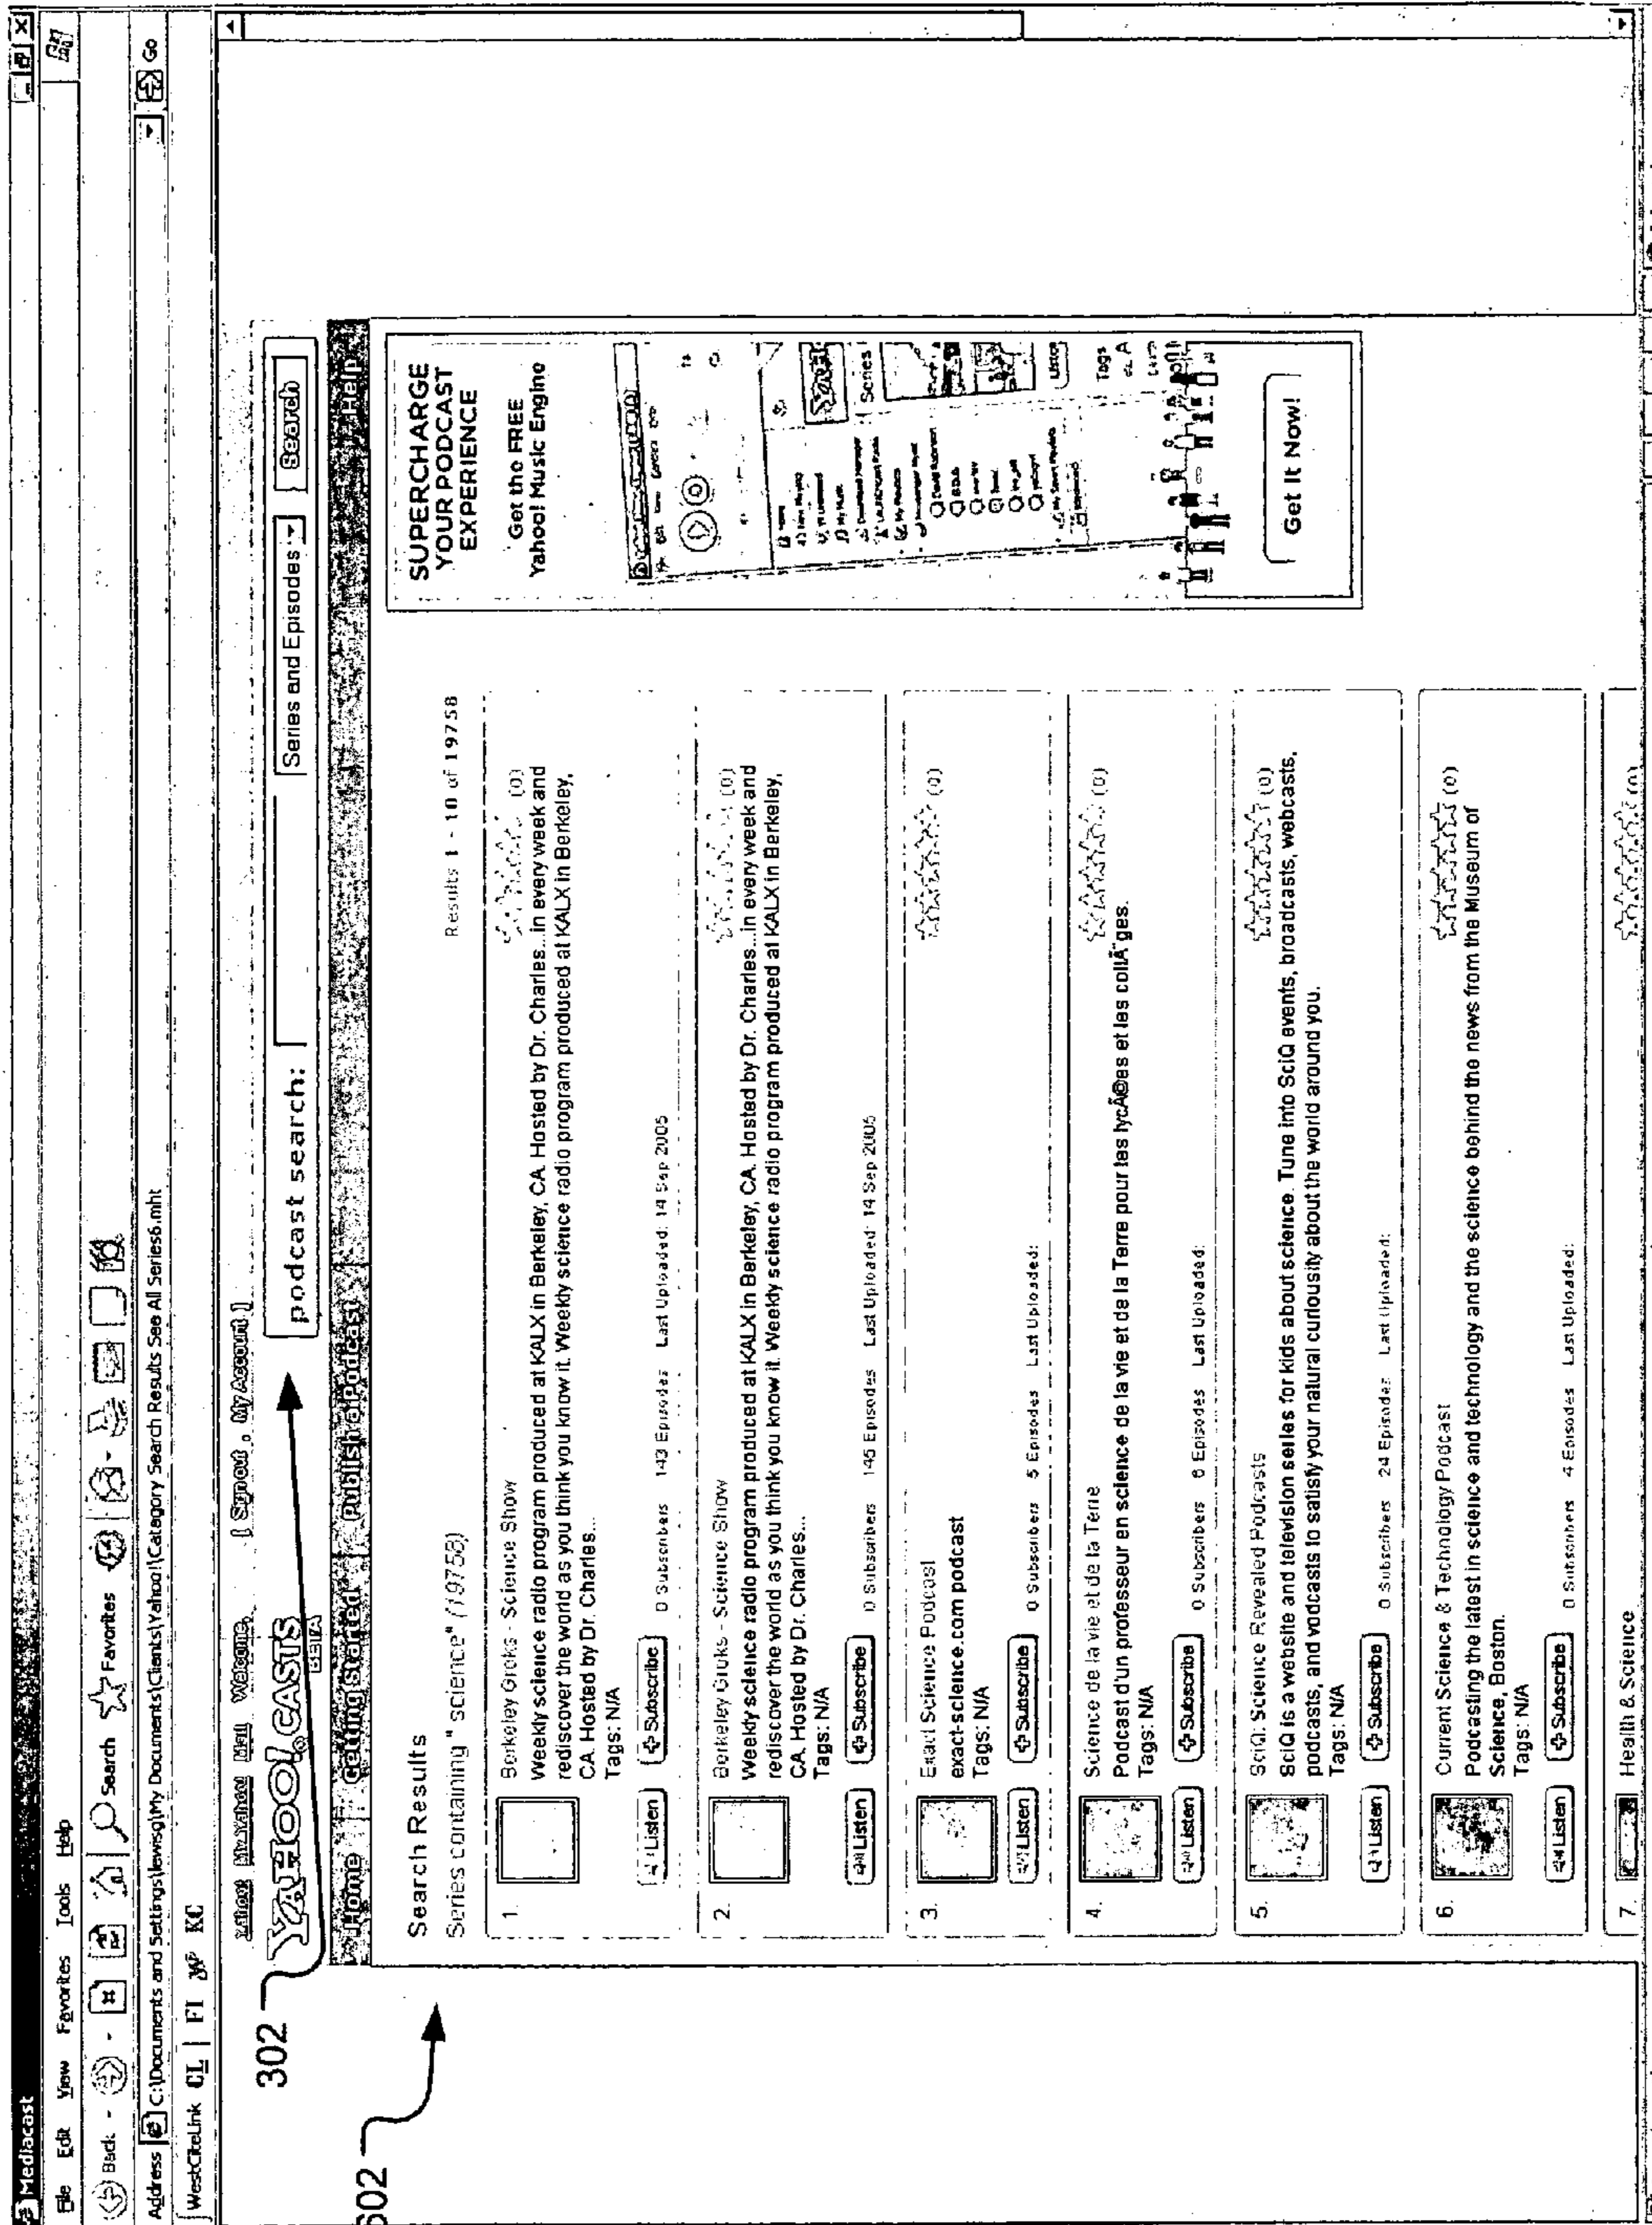 Mediacast
File Edit View Favorites Tools Help
Back Search Favorites
Address C:\Documents and Settings\lewisg\My Documents\Clients\Yahoo!\Category Search Results See All Series6.mht Go
WestCiteLink CL FI KC
Yahoo! My Yahoo! Mail Welcome, [ Signout , My Account ]
302
YAHOO! CASTS
BETA
podcast search: Series and Episodes Search
Home Getting Started Publish a Podcast Help
602
Search Results
Series containing " science" (19758) Results 1 - 10 of 19758
1. Berkeley Groks - Science Show (0)
Weekly science radio program produced at KALX in Berkeley, CA. Hosted by Dr. Charles...in every week and
rediscover the world as you think you know it. Weekly science radio program produced at KALX in Berkeley,
CA. Hosted by Dr. Charles...
Tags: N/A
Listen Subscribe 0 Subscribers 143 Episodes Last Uploaded: 14 Sep 2005
2. Berkeley Groks - Science Show (0)
Weekly science radio program produced at KALX in Berkeley, CA. Hosted by Dr. Charles...in every week and
rediscover the world as you think you know it. Weekly science radio program produced at KALX in Berkeley,
CA. Hosted by Dr. Charles...
Tags: N/A
Listen Subscribe 0 Subscribers 145 Episodes Last Uploaded: 14 Sep 2005
3. Exact Science Podcast (0)
exact-science.com podcast
Tags: N/A
Listen Subscribe 0 Subscribers 5 Episodes Last Uploaded:
4. Science de la vie et de la Terre (0)
Podcast d'un professeur en science de la vie et de la Terre pour les lycÃ©es et les collÃ¨ges.
Tags: N/A
Listen Subscribe 0 Subscribers 6 Episodes Last Uploaded:
5. SciQ: Science Revealed Podcasts (0)
SciQ is a website and television series for kids about science. Tune into SciQ events, broadcasts, webcasts,
podcasts, and vodcasts to satisfy your natural curiousity about the world around you.
Tags: N/A
Listen Subscribe 0 Subscribers 24 Episodes Last Uploaded:
6. Current Science & Technology Podcast (0)
Podcasting the latest in science and technology and the science behind the news from the Museum of
Science, Boston.
Tags: N/A
Listen Subscribe 0 Subscribers 4 Episodes Last Uploaded:
7. Health & Science (0)
SUPERCHARGE
YOUR PODCAST
EXPERIENCE
Get the FREE
Yahoo! Music Engine
Series
Tags
Get It Now!